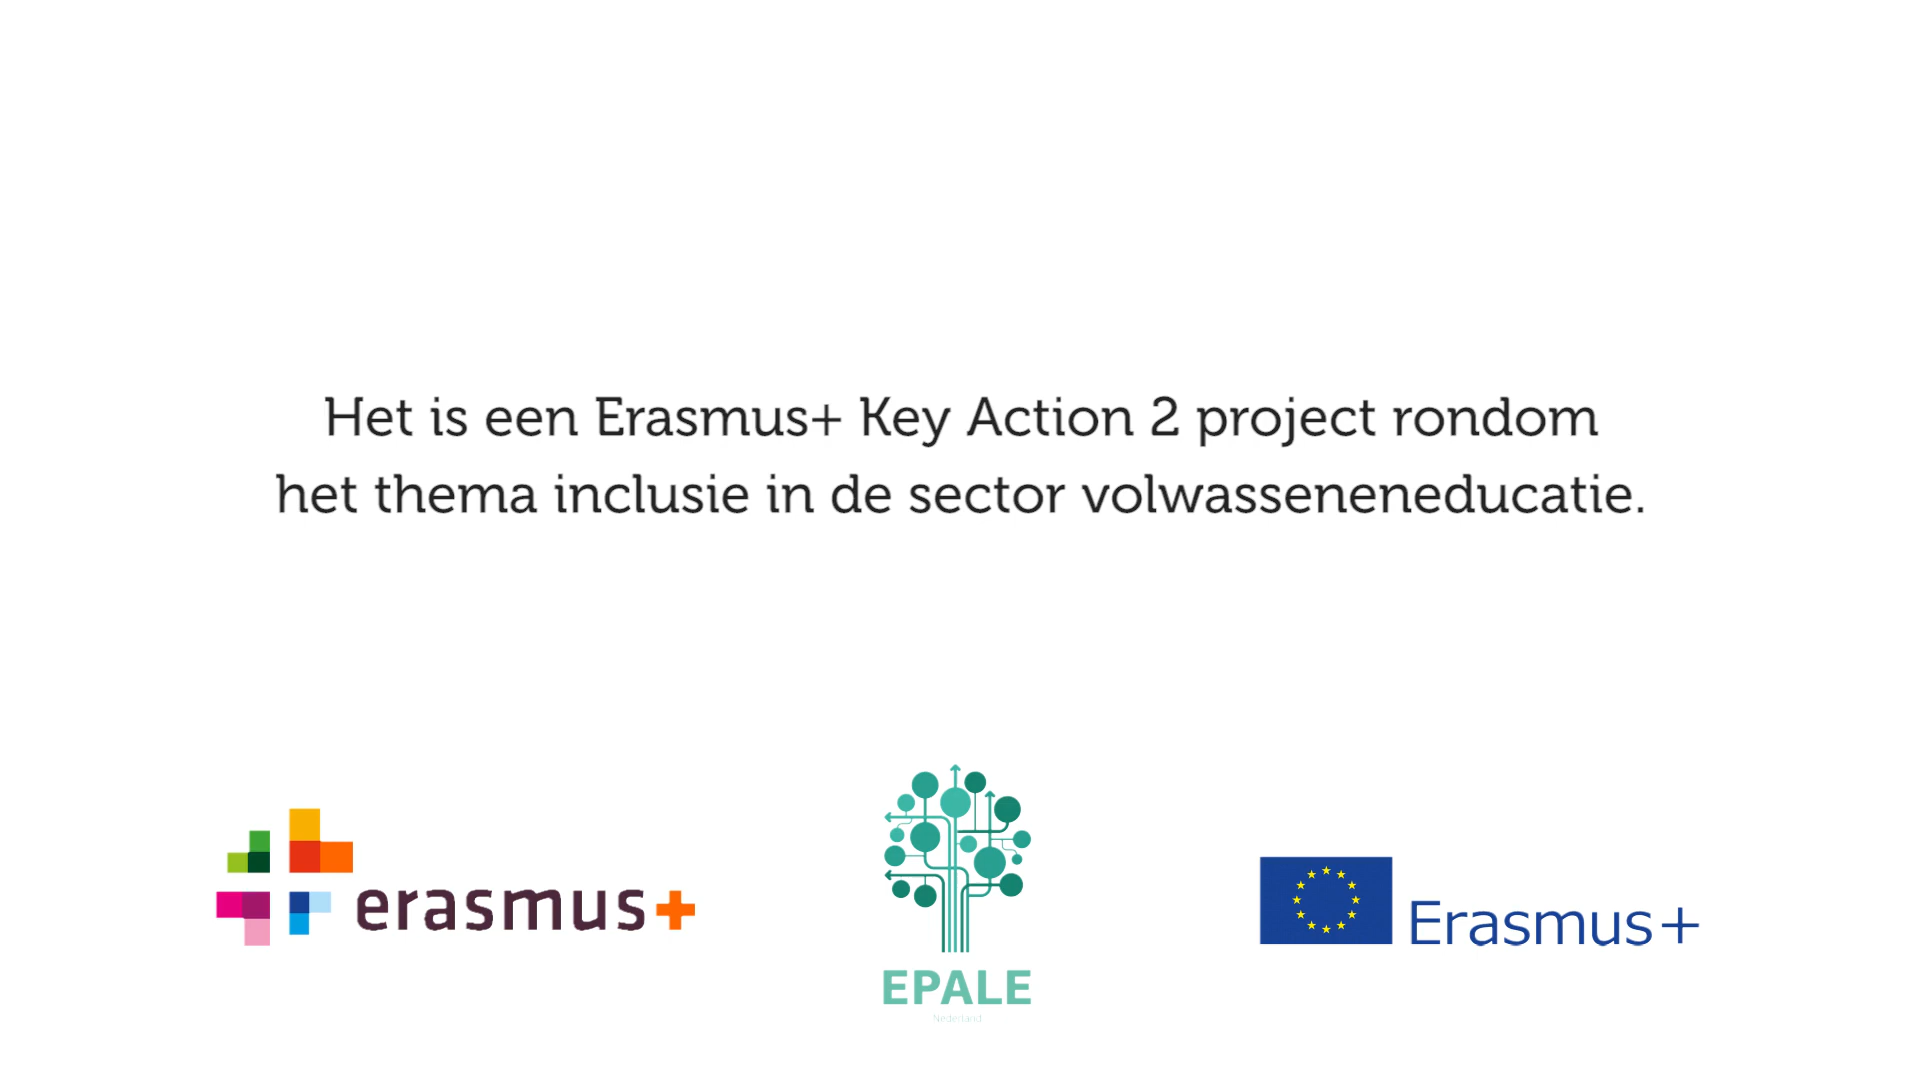 Het is een Erasmus+ Key Action 2 project rondom
het thema inclusie in de sector volwasseneneducatie.
erasmus+
EPALE
Nederland
Erasmus+